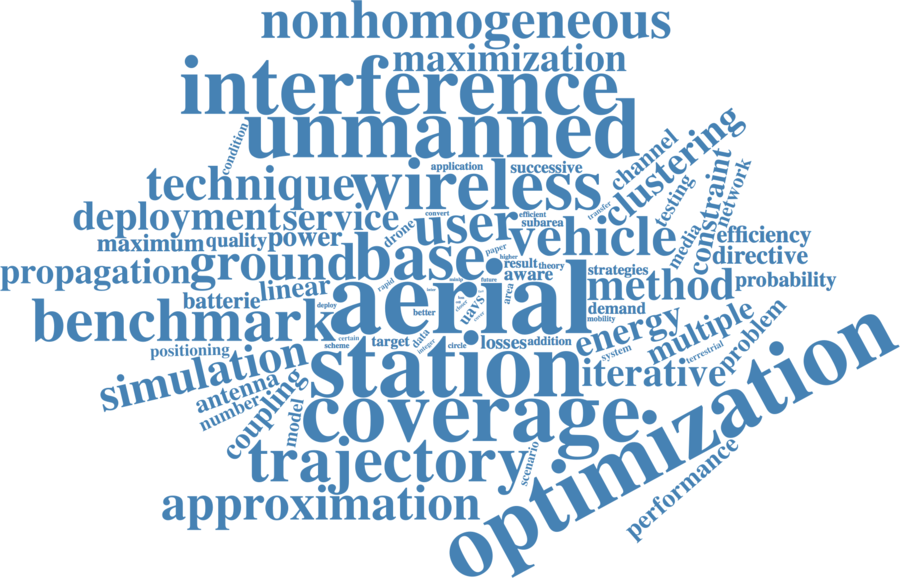 nonhomogeneous
maximization
interference
unmanned
condition
application
successive
channel
clustering
technique
wireless
transfer
testing
constraint
network
deployment
service
convert
efficient
subarea
user
drone
vehicle
media
efficiency
maximum
quality
power
paper
higher
directive
propagation
ground
base
result
theory
aware
strategies
probability
batterie
linear
rapid
future
area
method
benchmark
deploy
aerial
better
uavs
demand
mobility
energy
multiple
problem
positioning
certain
scheme
target
data
integer
circle
losses
addition
system
terrestrial
simulation
station
iterative
antenna
number
coupling
model
coverage
optimization
trajectory
scenario
performance
approximation